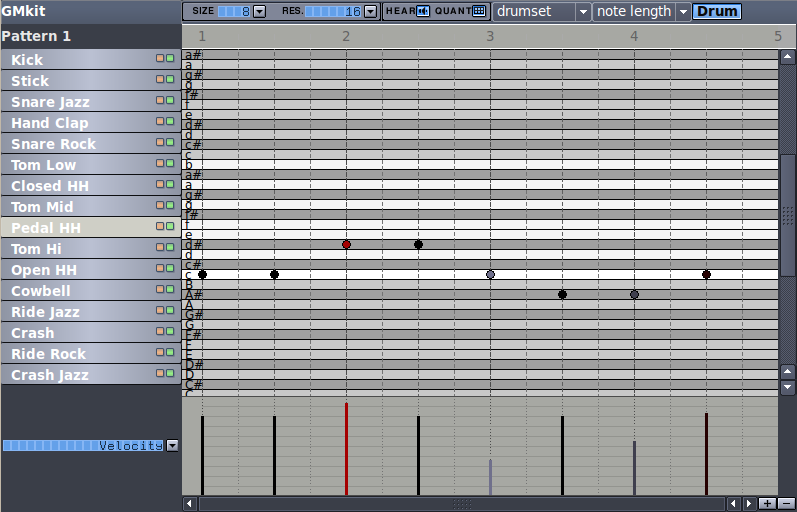 GMkit
SIZE 8 RES. 16 HEAR QUANT drumset note length Drum
Pattern 1
1 2 3 4 5
Kick
Stick
Snare Jazz
Hand Clap
Snare Rock
Tom Low
Closed HH
Tom Mid
Pedal HH
Tom Hi
Open HH
Cowbell
Ride Jazz
Crash
Ride Rock
Crash Jazz
a#
a
g#
g
f#
f
e
d#
d
c#
c
b
a#
a
g#
g
f#
f
e
d#
d
c#
c
B
A#
A
G#
G
F#
F
E
D#
D
C#
C
Velocity